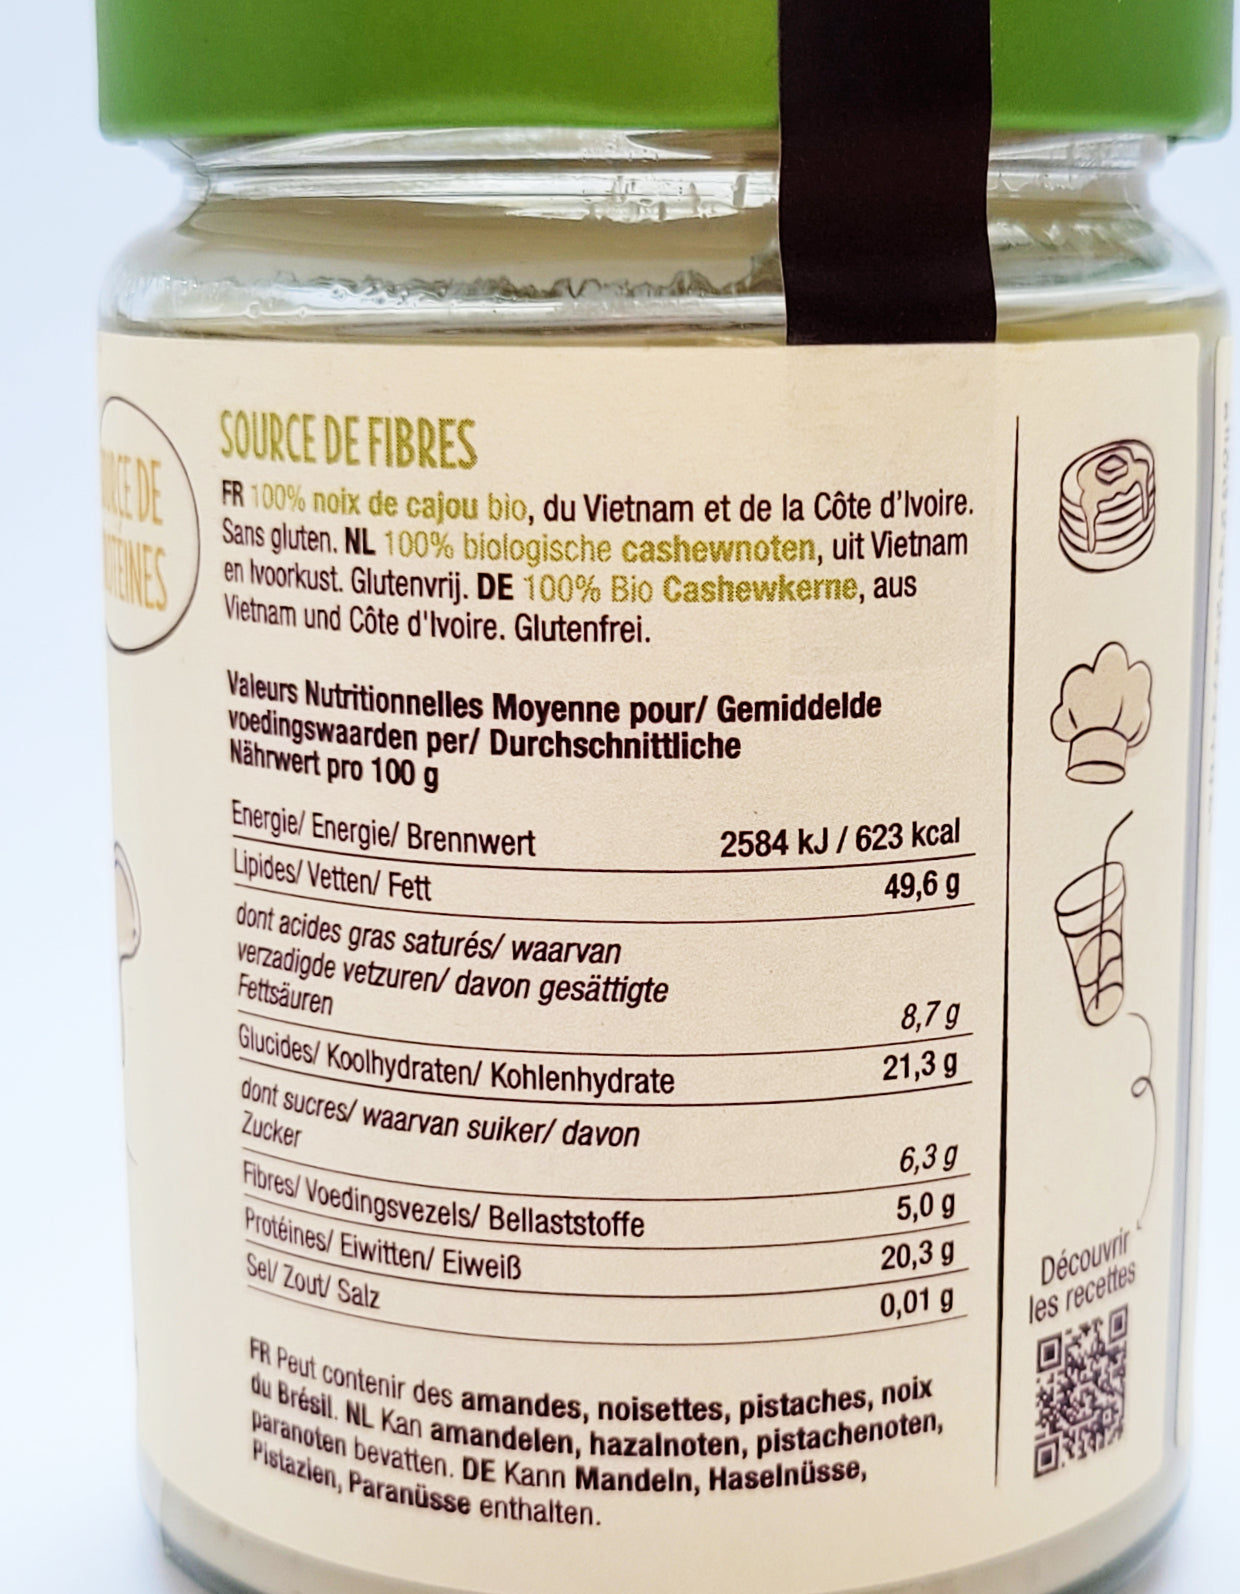 SOURCE DE FIBRES
FR 100% noix de cajou bio, du Vietnam et de la Côte d'Ivoire.
Sans gluten. NL 100% biologische cashewnoten, uit Vietnam
en Ivoorkust. Glutenvrij. DE 100% Bio Cashewkerne, aus
Vietnam und Côte d'Ivoire. Glutenfrei.
Valeurs Nutritionnelles Moyenne pour/ Gemiddelde
voedingswaarden per/ Durchschnittliche
Nährwert pro 100 g
Energie/ Energie/ Brennwert 2584 kJ / 623 kcal
Lipides/ Vetten/ Fett 49,6 g
dont acides gras saturés/ waarvan
verzadigde vetzuren/ davon gesättigte
Fettsäuren 8,7 g
Glucides/ Koolhydraten/ Kohlenhydrate 21,3 g
dont sucres/ waarvan suiker/ davon
Zucker 6,3 g
Fibres/ Voedingsvezels/ Bellaststoffe 5,0 g
Protéines/ Eiwitten/ Eiweiß 20,3 g
Sel/ Zout/ Salz 0,01 g
FR Peut contenir des amandes, noisettes, pistaches, noix
du Brésil. NL Kan amandelen, hazalnoten, pistachenoten,
paranoten bevatten. DE Kann Mandeln, Haselnüsse,
Pistazien, Paranüsse enthalten.
DE
Découvrir
les recettes